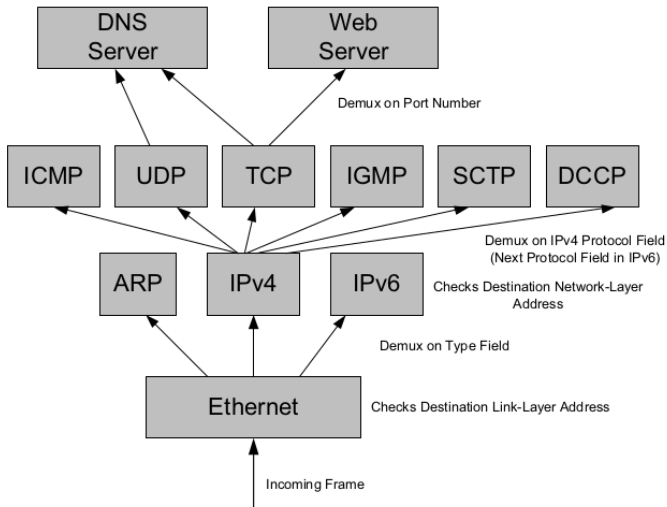 DNS
Server
Web
Server
Demux on Port Number
ICMP
UDP
TCP
IGMP
SCTP
DCCP
Demux on IPv4 Protocol Field
(Next Protocol Field in IPv6)
ARP
IPv4
IPv6
Checks Destination Network-Layer
Address
Demux on Type Field
Ethernet
Checks Destination Link-Layer Address
Incoming Frame